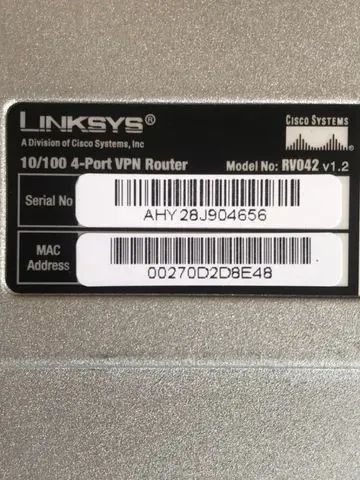 LINKSYS®
A Division of Cisco Systems, Inc
CISCO SYSTEMS
10/100 4-Port VPN Router
Model No: RV042 v1.2
Serial No
AHY28J904656
MAC
Address
00270D2D8E48